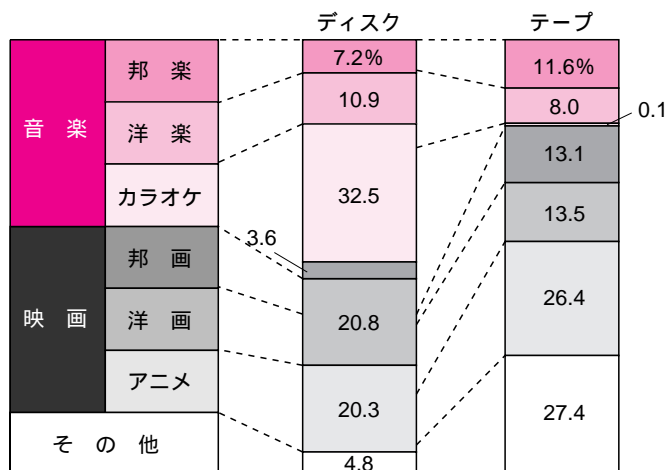 ディスク
テープ
音 楽
邦 楽
洋 楽
カラオケ
映 画
邦 画
洋 画
アニメ
そ の 他
7.2%
10.9
32.5
3.6
20.8
20.3
4.8
11.6%
8.0
0.1
13.1
13.5
26.4
27.4